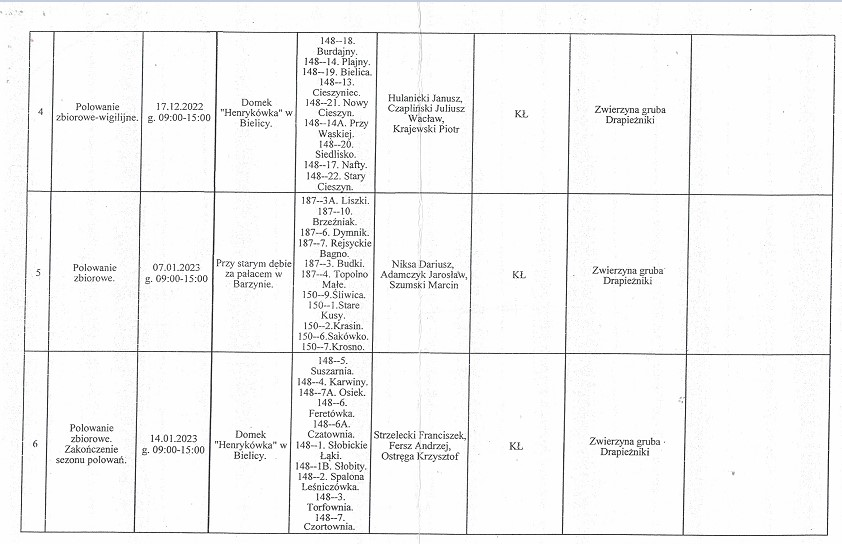 4
Polowanie
zbiorowe-wigilijne.
17.12.2022
g. 09:00-15:00
Domek
"Henrykówka" w
Bielicy.
148--18.
Burdajny.
148--14. Plajny.
148--19. Bielica.
148--13.
Cieszyniec.
148--21. Nowy
Cieszyn.
148--14A. Przy
Wąskiej.
148--20.
Siedlisko.
148--17. Nafty.
148--22. Stary
Cieszyn.
Hulanicki Janusz,
Czapliński Juliusz
Wacław,
Krajewski Piotr
KŁ
Zwierzyna gruba
Drapieżniki
5
Polowanie
zbiorowe.
07.01.2023
g. 09:00-15:00
Przy starym dębie
za pałacem w
Barzynie.
187--3A. Liszki.
187--10.
Brzeźniak.
187--6. Dymnik.
187--7. Rejsyckie
Bagno.
187--3. Budki.
187--4. Topolno
Małe.
150--9.Śliwica.
150--1.Stare
Kusy.
150--2.Krasin.
150--6.Sakówko.
150--7.Krosno.
Niksa Dariusz,
Adamczyk Jarosław,
Szumski Marcin
KŁ
Zwierzyna gruba
Drapieżniki
6
Polowanie
zbiorowe.
Zakończenie
sezonu polowań.
14.01.2023
g. 09:00-15:00
Domek
"Henrykówka" w
Bielicy.
148--5.
Suszarnia.
148--4. Karwiny.
148--7A. Osiek.
148--6.
Feretówka.
148--6A.
Czatownia.
148--1. Słobickie
Łąki.
148--1B. Słobity.
148--2. Spalona
Leśniczówka.
148--3.
Torfownia.
148--7.
Czortownia.
Strzelecki Franciszek,
Fersz Andrzej,
Ostręga Krzysztof
KŁ
Zwierzyna gruba
Drapieżniki